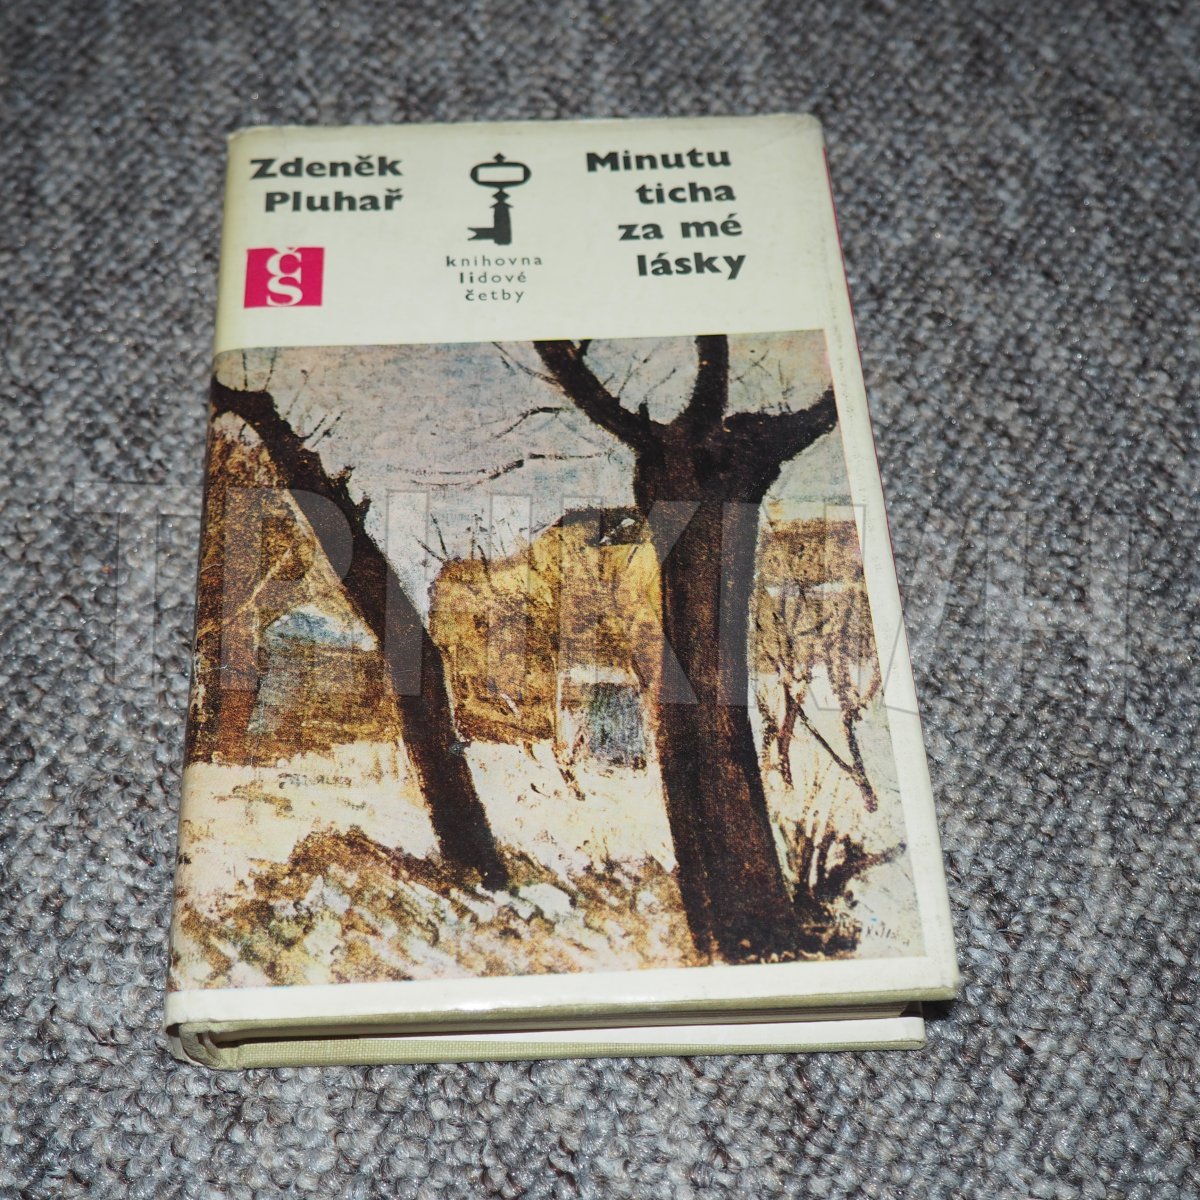 Zdeněk
Pluhař
ČS
knihovna
lidové
četby
Minutu
ticha
za mé
lásky